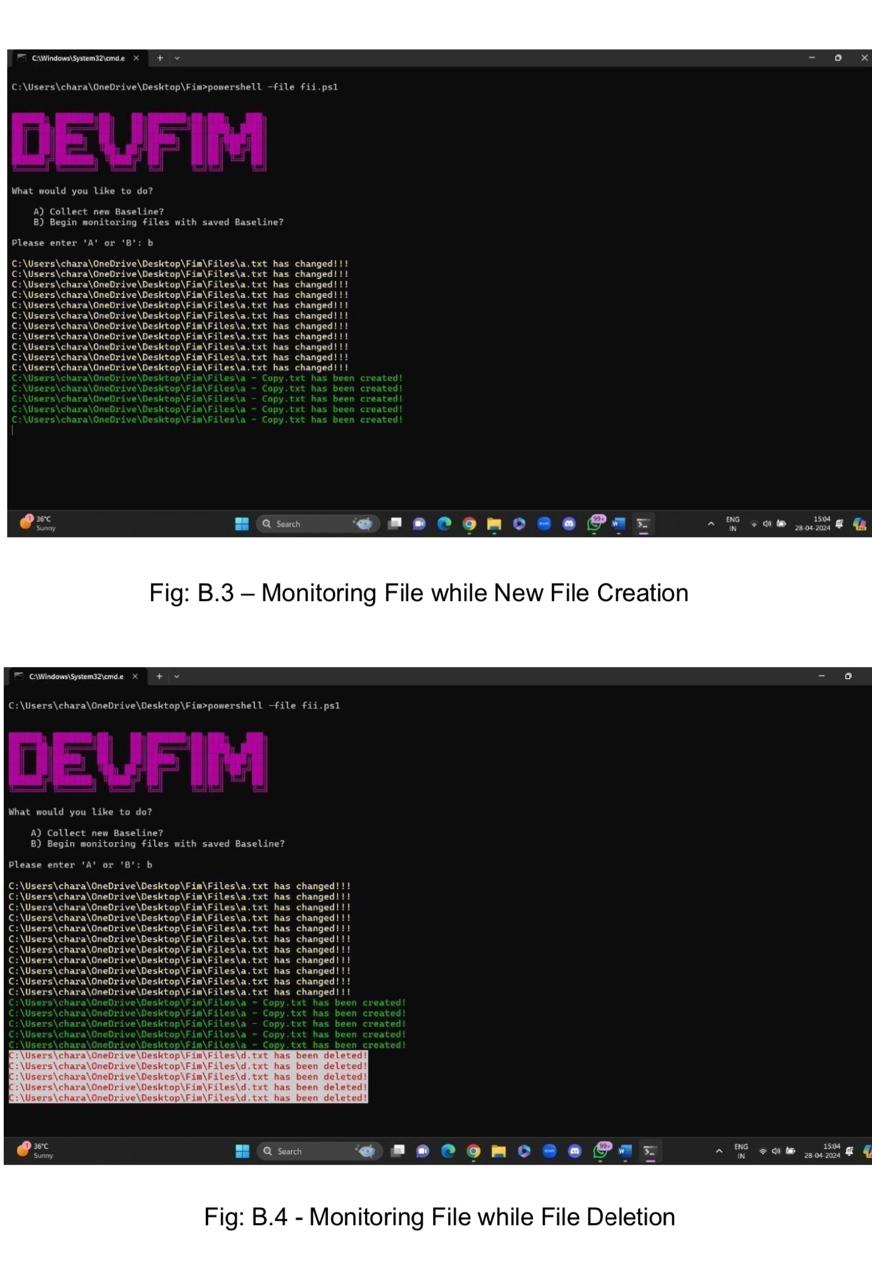 C:\Windows\System32\cmd.e
C:\Users\chara\OneDrive\Desktop\Fim>powershell -file fii.ps1
DEVFIM
What would you like to do?
A) Collect new Baseline?
B) Begin monitoring files with saved Baseline?
Please enter 'A' or 'B': b
C:\Users\chara\OneDrive\Desktop\Fim\Files\a.txt has changed!!!
C:\Users\chara\OneDrive\Desktop\Fim\Files\a.txt has changed!!!
C:\Users\chara\OneDrive\Desktop\Fim\Files\a.txt has changed!!!
C:\Users\chara\OneDrive\Desktop\Fim\Files\a.txt has changed!!!
C:\Users\chara\OneDrive\Desktop\Fim\Files\a.txt has changed!!!
C:\Users\chara\OneDrive\Desktop\Fim\Files\a.txt has changed!!!
C:\Users\chara\OneDrive\Desktop\Fim\Files\a.txt has changed!!!
C:\Users\chara\OneDrive\Desktop\Fim\Files\a.txt has changed!!!
C:\Users\chara\OneDrive\Desktop\Fim\Files\a.txt has changed!!!
C:\Users\chara\OneDrive\Desktop\Fim\Files\a.txt has changed!!!
C:\Users\chara\OneDrive\Desktop\Fim\Files\a.txt has changed!!!
C:\Users\chara\OneDrive\Desktop\Fim\Files\a - Copy.txt has been created!
C:\Users\chara\OneDrive\Desktop\Fim\Files\a - Copy.txt has been created!
C:\Users\chara\OneDrive\Desktop\Fim\Files\a - Copy.txt has been created!
C:\Users\chara\OneDrive\Desktop\Fim\Files\a - Copy.txt has been created!
C:\Users\chara\OneDrive\Desktop\Fim\Files\a - Copy.txt has been created!
1 36°C Search 99+ ENG 15:04
Sunny IN 28-04-2024
Fig: B.3 – Monitoring File while New File Creation
C:\Windows\System32\cmd.e
C:\Users\chara\OneDrive\Desktop\Fim>powershell -file fii.ps1
DEVFIM
What would you like to do?
A) Collect new Baseline?
B) Begin monitoring files with saved Baseline?
Please enter 'A' or 'B': b
C:\Users\chara\OneDrive\Desktop\Fim\Files\a.txt has changed!!!
C:\Users\chara\OneDrive\Desktop\Fim\Files\a.txt has changed!!!
C:\Users\chara\OneDrive\Desktop\Fim\Files\a.txt has changed!!!
C:\Users\chara\OneDrive\Desktop\Fim\Files\a.txt has changed!!!
C:\Users\chara\OneDrive\Desktop\Fim\Files\a.txt has changed!!!
C:\Users\chara\OneDrive\Desktop\Fim\Files\a.txt has changed!!!
C:\Users\chara\OneDrive\Desktop\Fim\Files\a.txt has changed!!!
C:\Users\chara\OneDrive\Desktop\Fim\Files\a.txt has changed!!!
C:\Users\chara\OneDrive\Desktop\Fim\Files\a.txt has changed!!!
C:\Users\chara\OneDrive\Desktop\Fim\Files\a.txt has changed!!!
C:\Users\chara\OneDrive\Desktop\Fim\Files\a.txt has changed!!!
C:\Users\chara\OneDrive\Desktop\Fim\Files\a - Copy.txt has been created!
C:\Users\chara\OneDrive\Desktop\Fim\Files\a - Copy.txt has been created!
C:\Users\chara\OneDrive\Desktop\Fim\Files\a - Copy.txt has been created!
C:\Users\chara\OneDrive\Desktop\Fim\Files\a - Copy.txt has been created!
C:\Users\chara\OneDrive\Desktop\Fim\Files\a - Copy.txt has been created!
C:\Users\chara\OneDrive\Desktop\Fim\Files\d.txt has been deleted!
C:\Users\chara\OneDrive\Desktop\Fim\Files\d.txt has been deleted!
C:\Users\chara\OneDrive\Desktop\Fim\Files\d.txt has been deleted!
C:\Users\chara\OneDrive\Desktop\Fim\Files\d.txt has been deleted!
C:\Users\chara\OneDrive\Desktop\Fim\Files\d.txt has been deleted!
1 36°C Search 99+ ENG 15:04
Sunny IN 28-04-2024
Fig: B.4 - Monitoring File while File Deletion